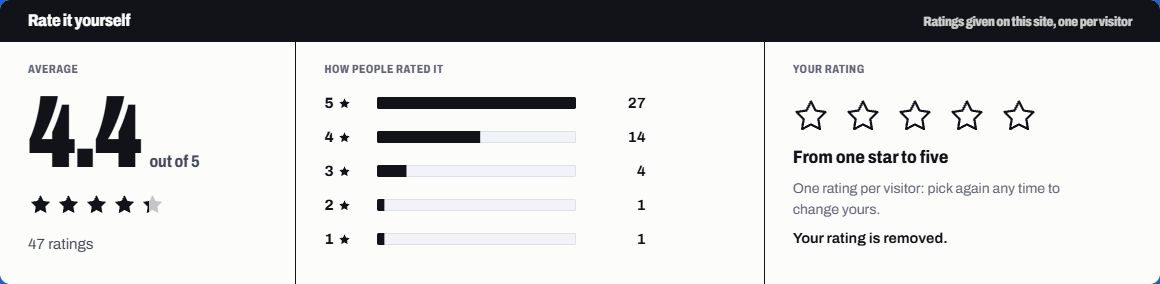 Rate it yourself
Ratings given on this site, one per visitor
AVERAGE
4.4 out of 5
47 ratings
HOW PEOPLE RATED IT
5 ★ 27
4 ★ 14
3 ★ 4
2 ★ 1
1 ★ 1
YOUR RATING
From one star to five
One rating per visitor: pick again any time to
change yours.
Your rating is removed.